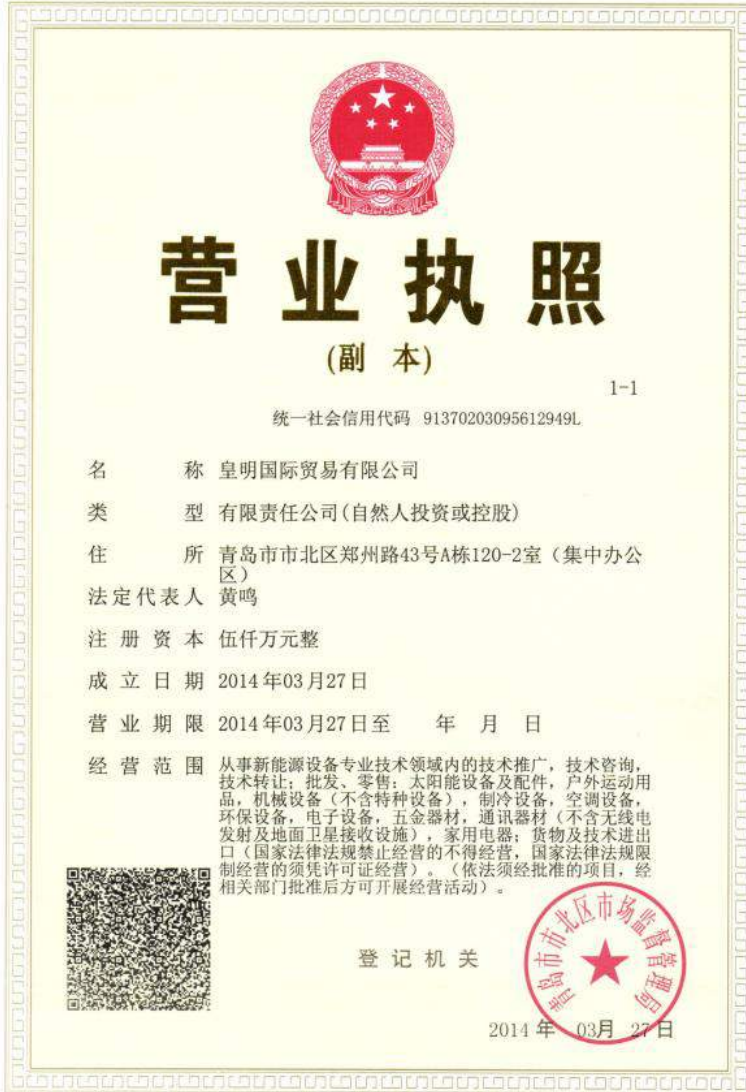 营业执照
(副 本)
1-1
统一社会信用代码 91370203095612949L
名 称 皇明国际贸易有限公司
类 型 有限责任公司(自然人投资或控股)
住 所 青岛市市北区郑州路43号A栋120-2室（集中办公
区）
法定代表人 黄鸣
注 册 资 本 伍仟万元整
成 立 日 期 2014年03月27日
营 业 期 限 2014年03月27日至 年 月 日
经 营 范 围 从事新能源设备专业技术领域内的技术推广，技术咨询，
技术转让；批发、零售：太阳能设备及配件，户外运动用
品，机械设备（不含特种设备），制冷设备，空调设备，
环保设备，电子设备，五金器材，通讯器材（不含无线电
发射及地面卫星接收设施），家用电器；货物及技术进出
口（国家法律法规禁止经营的不得经营，国家法律法规限
制经营的须凭许可证经营）。（依法须经批准的项目，经
相关部门批准后方可开展经营活动）。
登 记 机 关
青岛市市北区市场监督管理局
2014 年 03月 27日